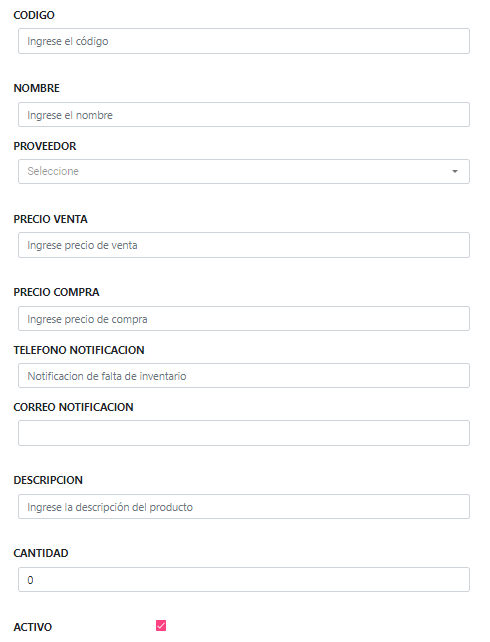 CODIGO
Ingrese el código
NOMBRE
Ingrese el nombre
PROVEEDOR
Seleccione
PRECIO VENTA
Ingrese precio de venta
PRECIO COMPRA
Ingrese precio de compra
TELEFONO NOTIFICACION
Notificacion de falta de inventario
CORREO NOTIFICACION
DESCRIPCION
Ingrese la descripción del producto
CANTIDAD
0
ACTIVO